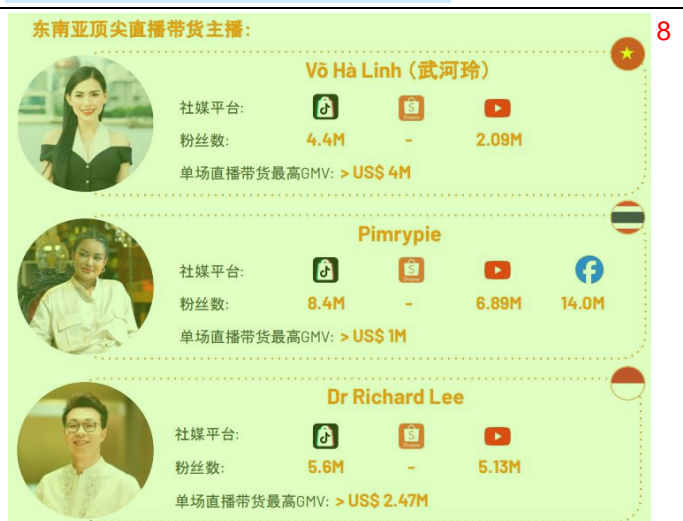 东南亚顶尖直播带货主播:
8
Võ Hà Linh (武河玲)
社媒平台:
Shopee
粉丝数: 4.4M - 2.09M
单场直播带货最高GMV: > US$ 4M
Pimrypie
社媒平台:
Shopee
粉丝数: 8.4M - 6.89M 14.0M
单场直播带货最高GMV: > US$ 1M
Dr Richard Lee
社媒平台:
Shopee
粉丝数: 5.6M - 5.13M
单场直播带货最高GMV: > US$ 2.47M